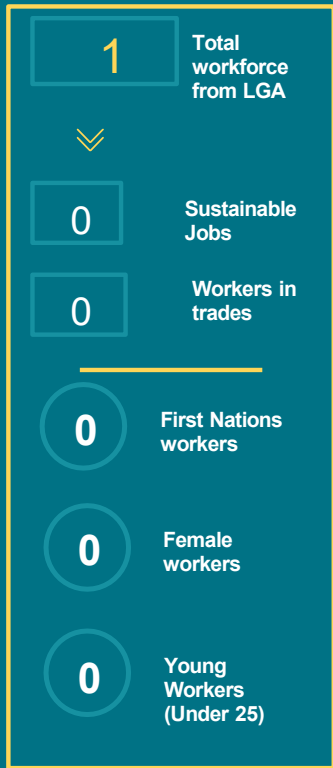 1
Total
workforce
from LGA
0
Sustainable
Jobs
0
Workers in
trades
0
First Nations
workers
0
Female
workers
0
Young
Workers
(Under 25)